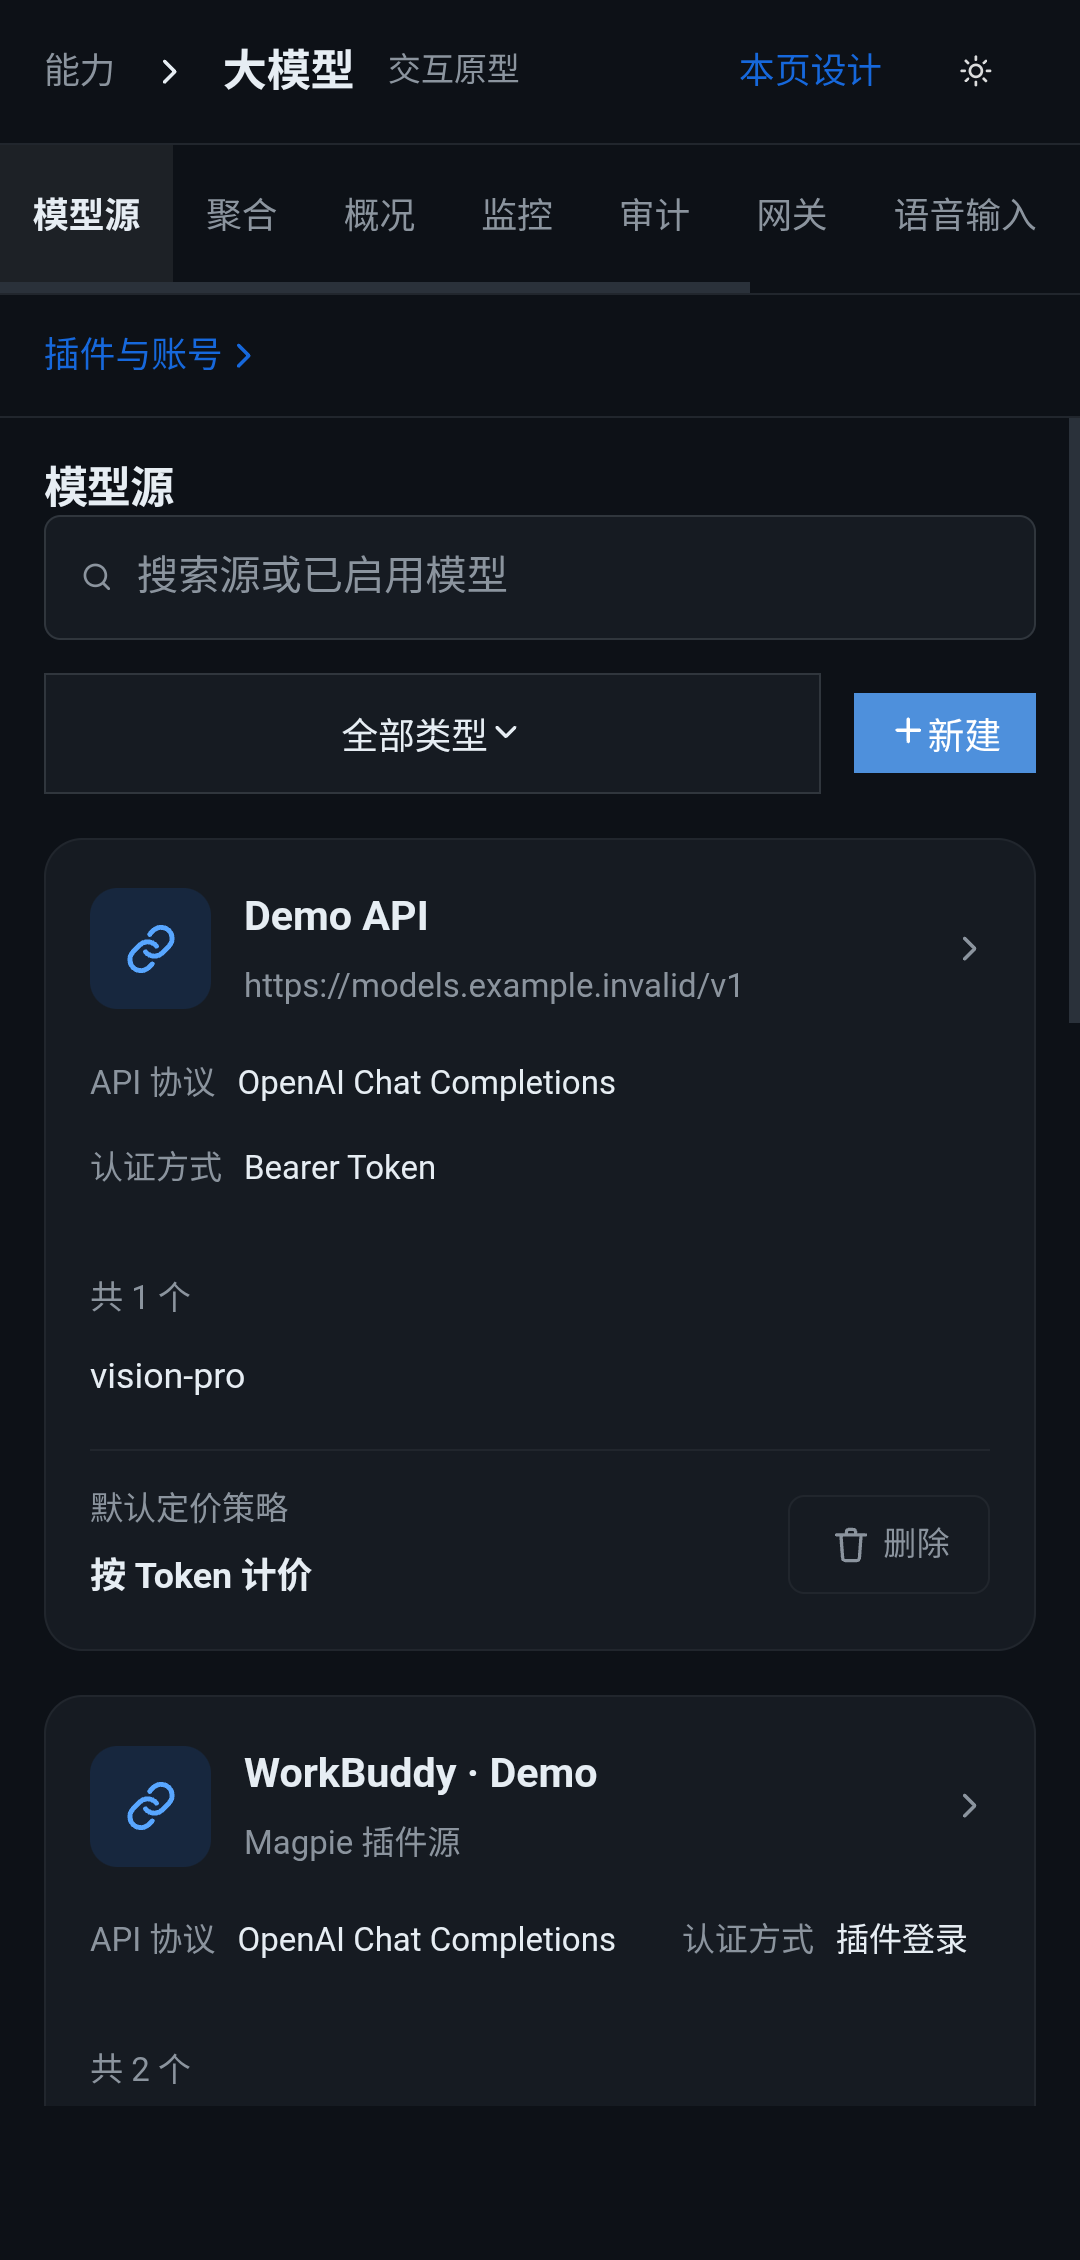 能力 大模型 交互原型 本页设计
模型源 聚合 概况 监控 审计 网关 语音输入
插件与账号
模型源
搜索源或已启用模型
全部类型 新建
Demo API
https://models.example.invalid/v1
API 协议 OpenAI Chat Completions
认证方式 Bearer Token
共 1 个
vision-pro
默认定价策略
按 Token 计价
删除
WorkBuddy · Demo
Magpie 插件源
API 协议 OpenAI Chat Completions 认证方式 插件登录
共 2 个